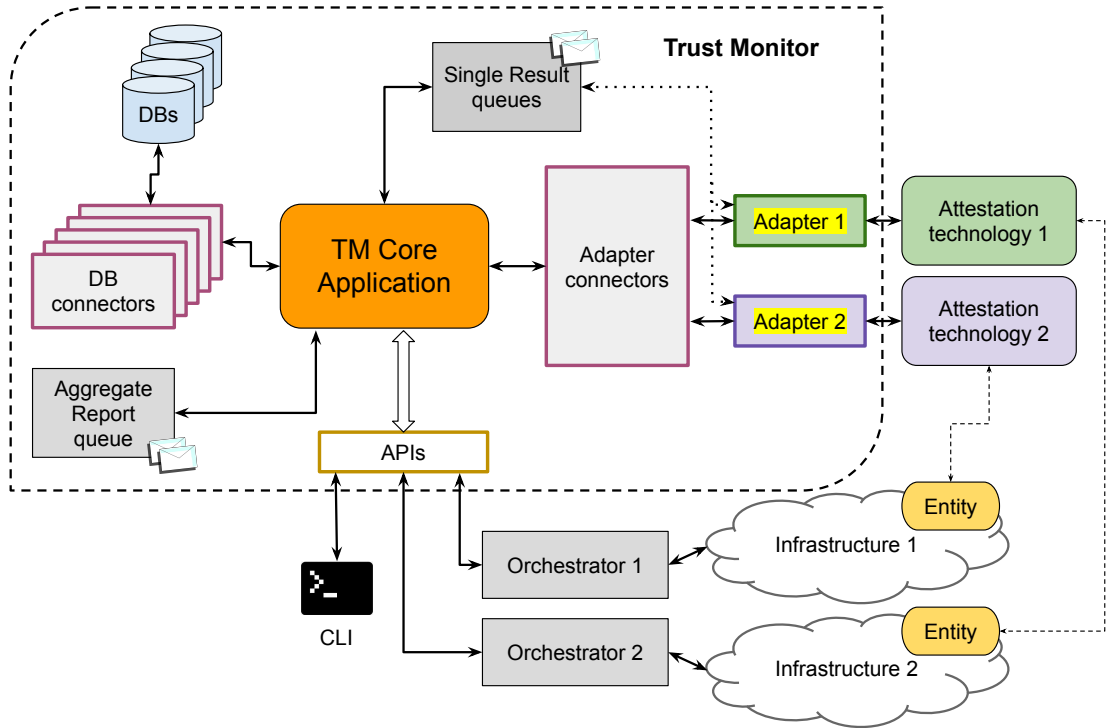 Trust Monitor
Single Result
queues
DBs
Adapter 1
Attestation
technology 1
TM Core
Application
Adapter
connectors
DB
connectors
Adapter 2
Attestation
technology 2
Aggregate
Report
queue
APIs
Entity
Infrastructure 1
Orchestrator 1
>_
CLI
Entity
Orchestrator 2
Infrastructure 2